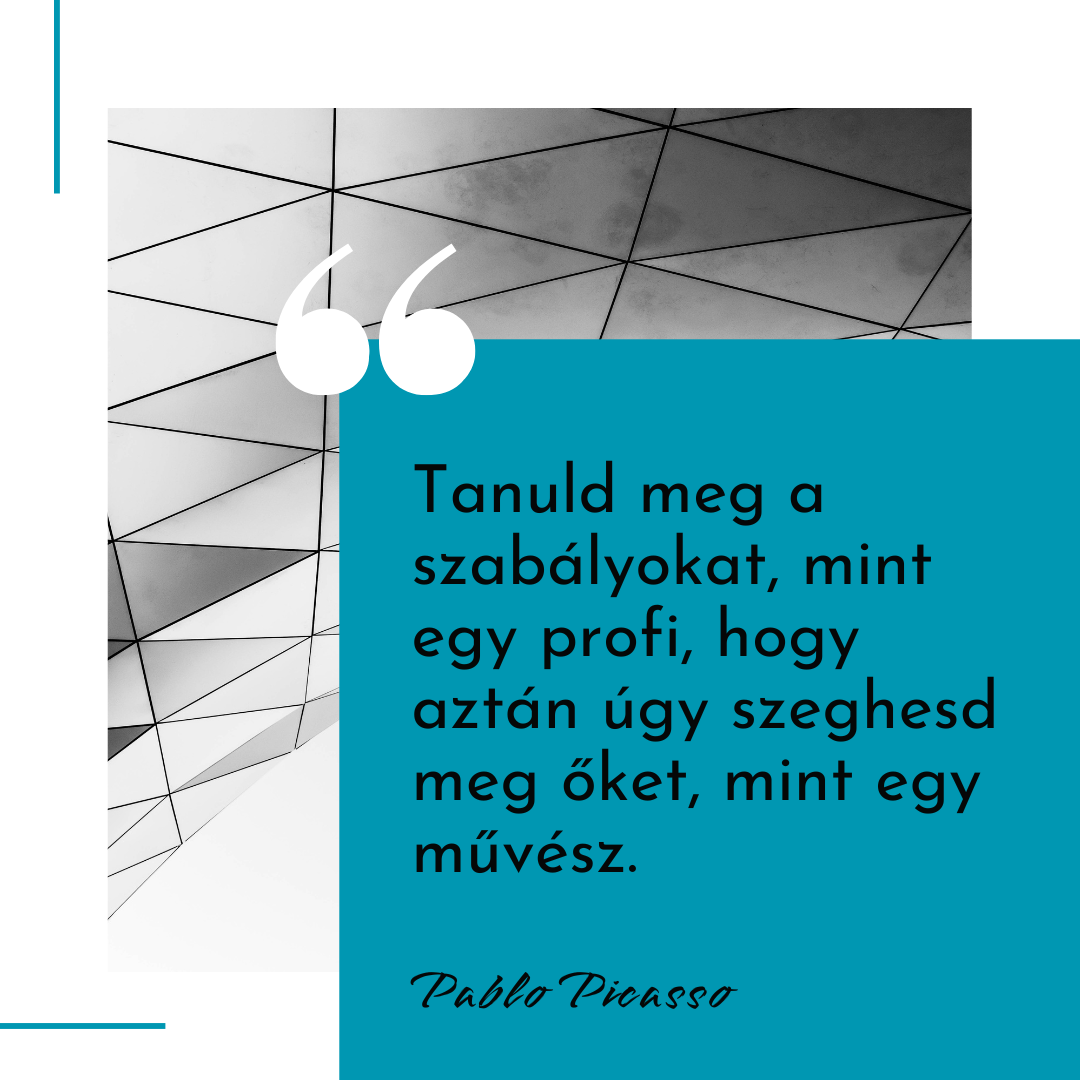 “
Tanuld meg a
szabályokat, mint
egy profi, hogy
aztán úgy szeghesd
meg őket, mint egy
művész.
Pablo Picasso